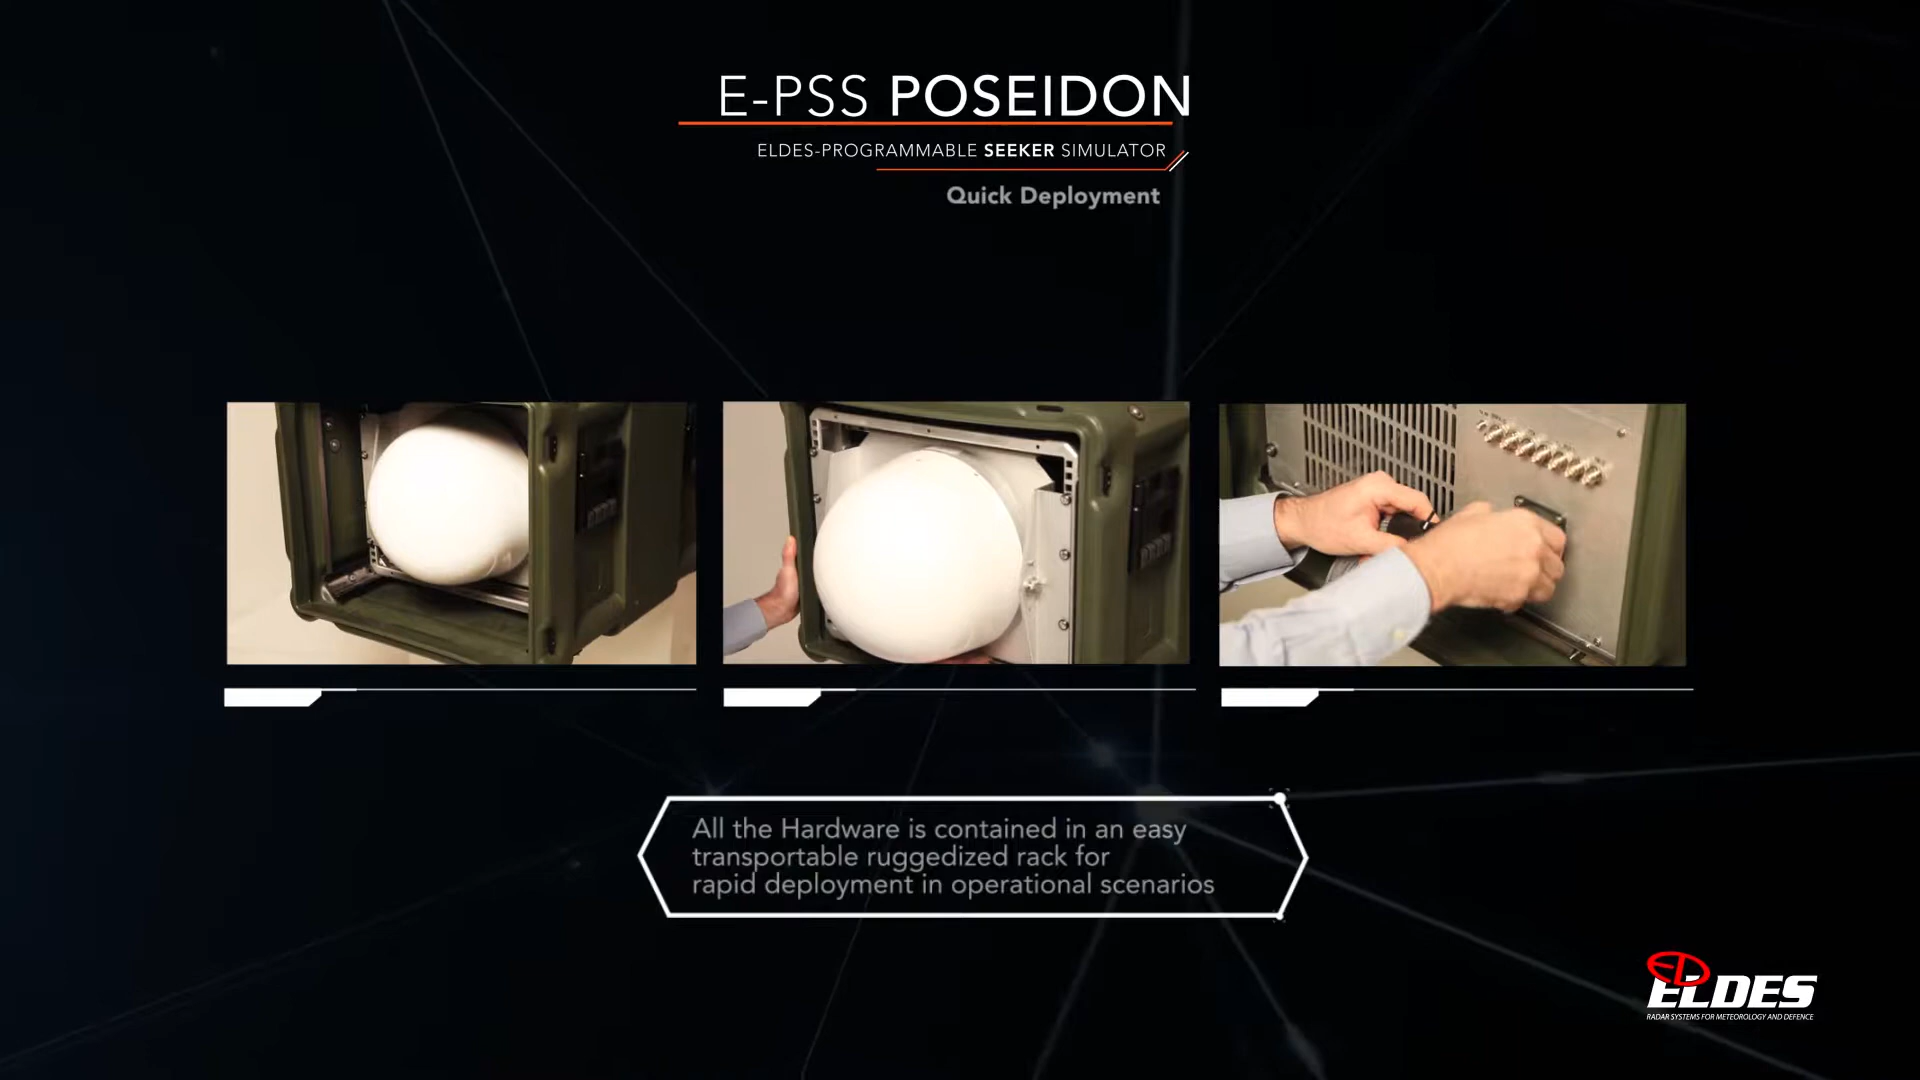 E-PSS POSEIDON
ELDES-PROGRAMMABLE SEEKER SIMULATOR
Quick Deployment
All the Hardware is contained in an easy
transportable ruggedized rack for
rapid deployment in operational scenarios
ELDES
RADAR SYSTEMS FOR METEOROLOGY AND DEFENCE